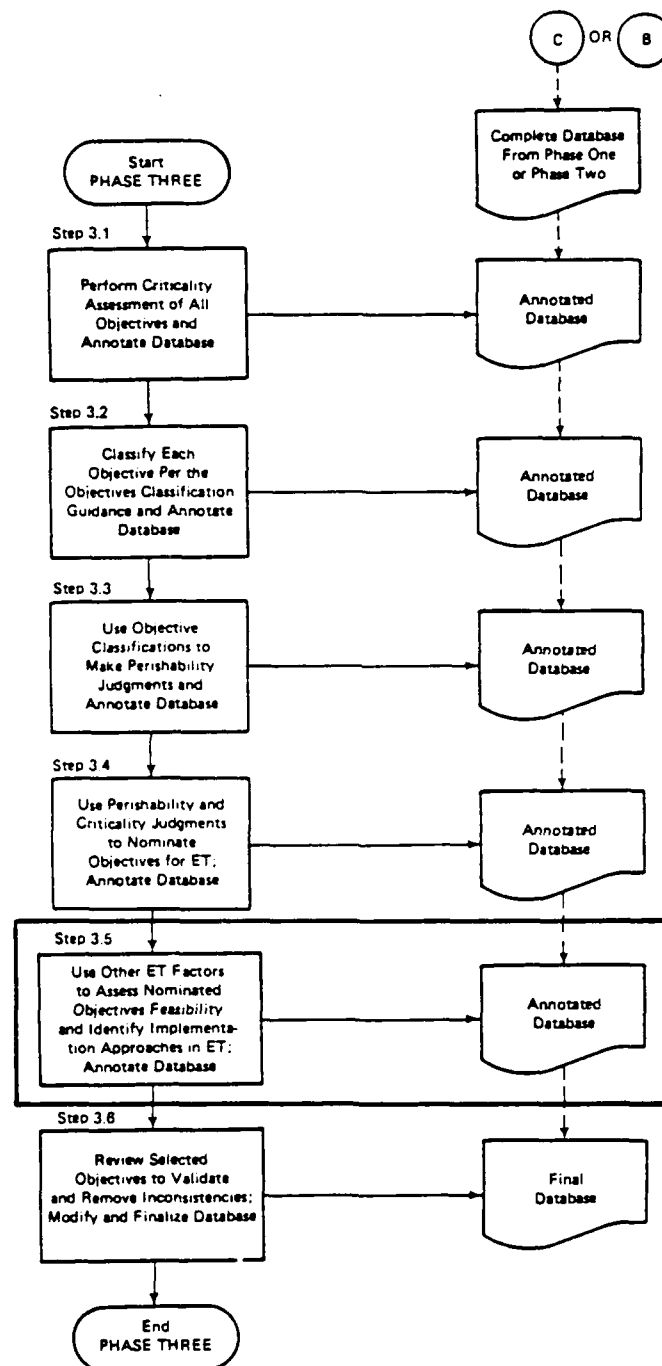 C OR B
Complete Database
From Phase One
or Phase Two
Start
PHASE THREE
Step 3.1
Perform Criticality
Assessment of All
Objectives and
Annotate Database
Annotated
Database
Step 3.2
Classify Each
Objective Per the
Objectives Classification
Guidance and Annotate
Database
Annotated
Database
Step 3.3
Use Objective
Classifications to
Make Perishability
Judgments and
Annotate Database
Annotated
Database
Step 3.4
Use Perishability and
Criticality Judgments
to Nominate
Objectives for ET;
Annotate Database
Annotated
Database
Step 3.5
Use Other ET Factors
to Assess Nominated
Objectives Feasibility
and Identify Implementa-
tion Approaches in ET;
Annotate Database
Annotated
Database
Step 3.6
Review Selected
Objectives to Validate
and Remove Inconsistencies;
Modify and Finalize Database
Final
Database
End
PHASE THREE